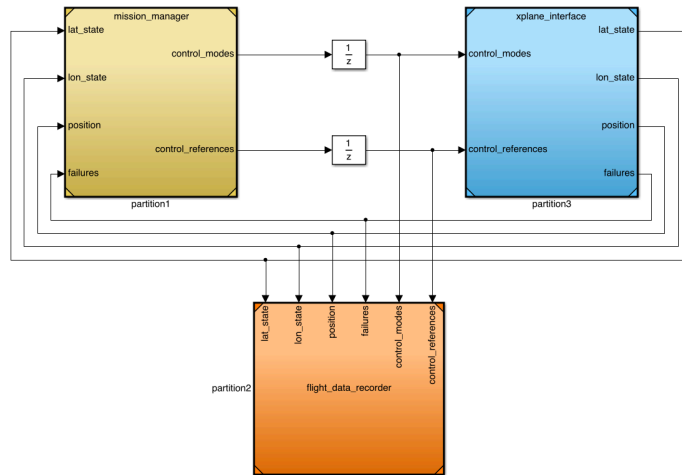 mission_manager
lat_state
lon_state
position
failures
control_modes
control_references
partition1
1
z
1
z
xplane_interface
control_modes
control_references
lat_state
lon_state
position
failures
partition3
lat_state
lon_state
position
failures
control_modes
control_references
partition2
flight_data_recorder